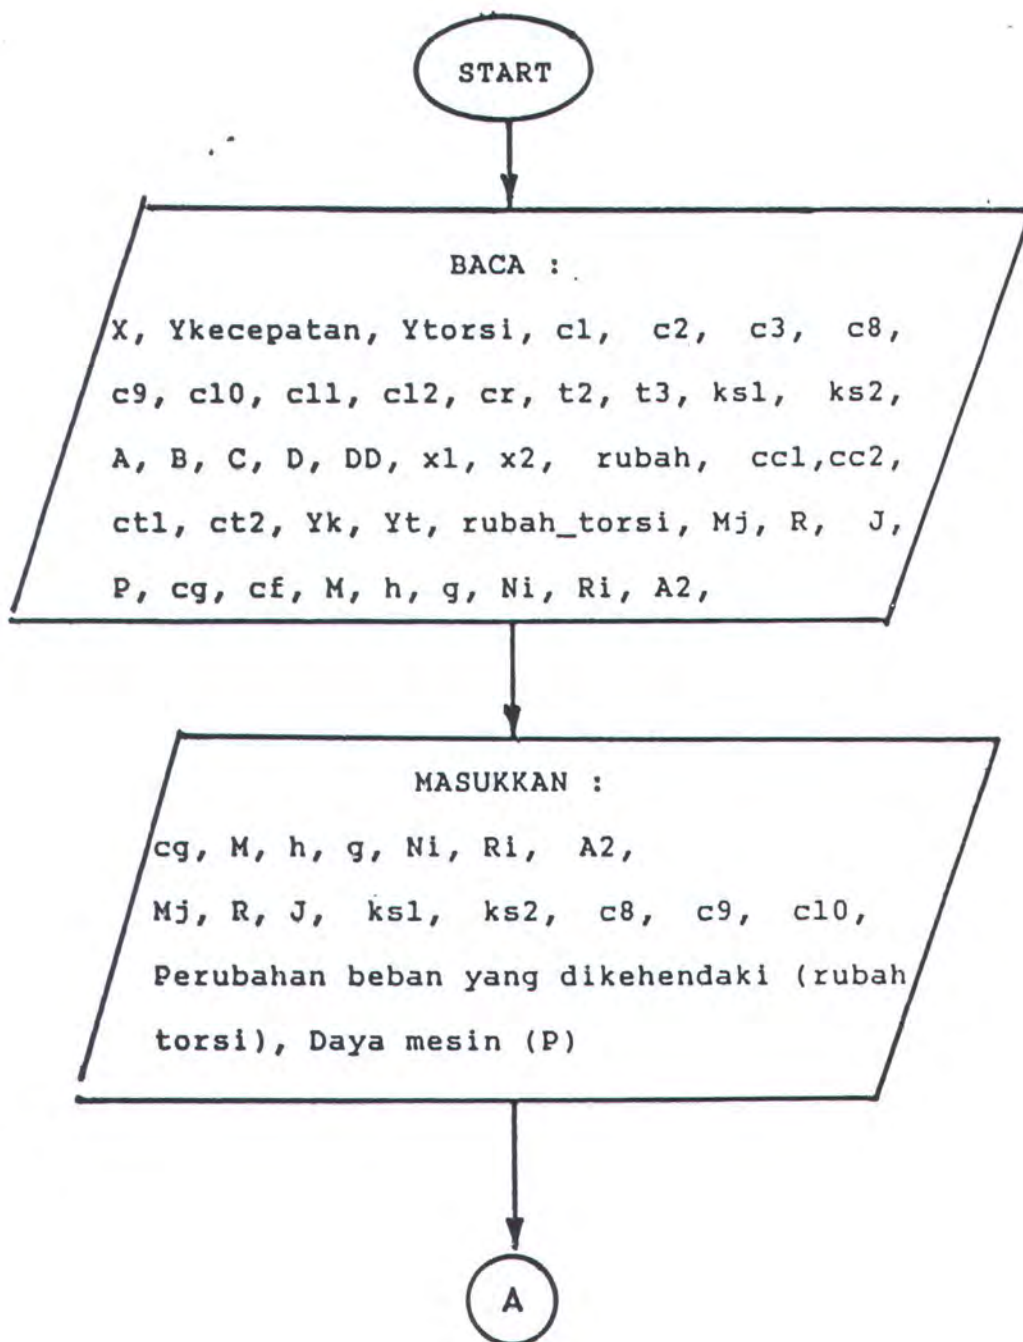 START
BACA :
X, Ykecepatan, Ytorsi, c1, c2, c3, c8,
c9, c10, c11, c12, cr, t2, t3, ks1, ks2,
A, B, C, D, DD, x1, x2, rubah, cc1,cc2,
ct1, ct2, Yk, Yt, rubah_torsi, Mj, R, J,
P, cg, cf, M, h, g, Ni, Ri, A2,
MASUKKAN :
cg, M, h, g, Ni, Ri, A2,
Mj, R, J, ks1, ks2, c8, c9, c10,
Perubahan beban yang dikehendaki (rubah
torsi), Daya mesin (P)
A